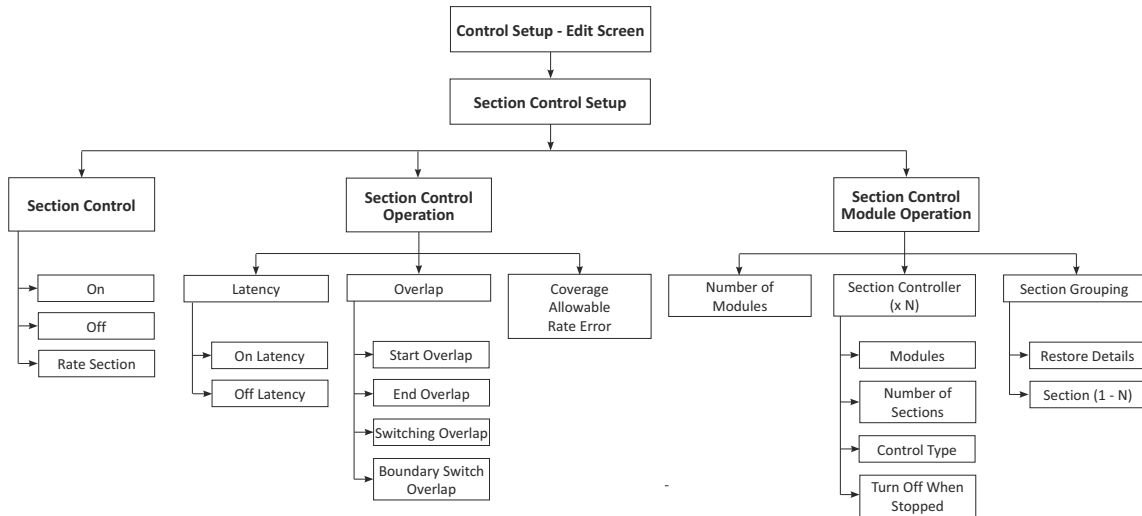 Control Setup - Edit Screen
Section Control Setup
Section Control
On
Off
Rate Section
Section Control
Operation
Latency
On Latency
Off Latency
Overlap
Start Overlap
End Overlap
Switching Overlap
Boundary Switch
Overlap
Coverage
Allowable
Rate Error
Section Control
Module Operation
Number of
Modules
Section Controller
(x N)
Modules
Number of
Sections
Control Type
Turn Off When
Stopped
Section Grouping
Restore Details
Section (1 - N)
-